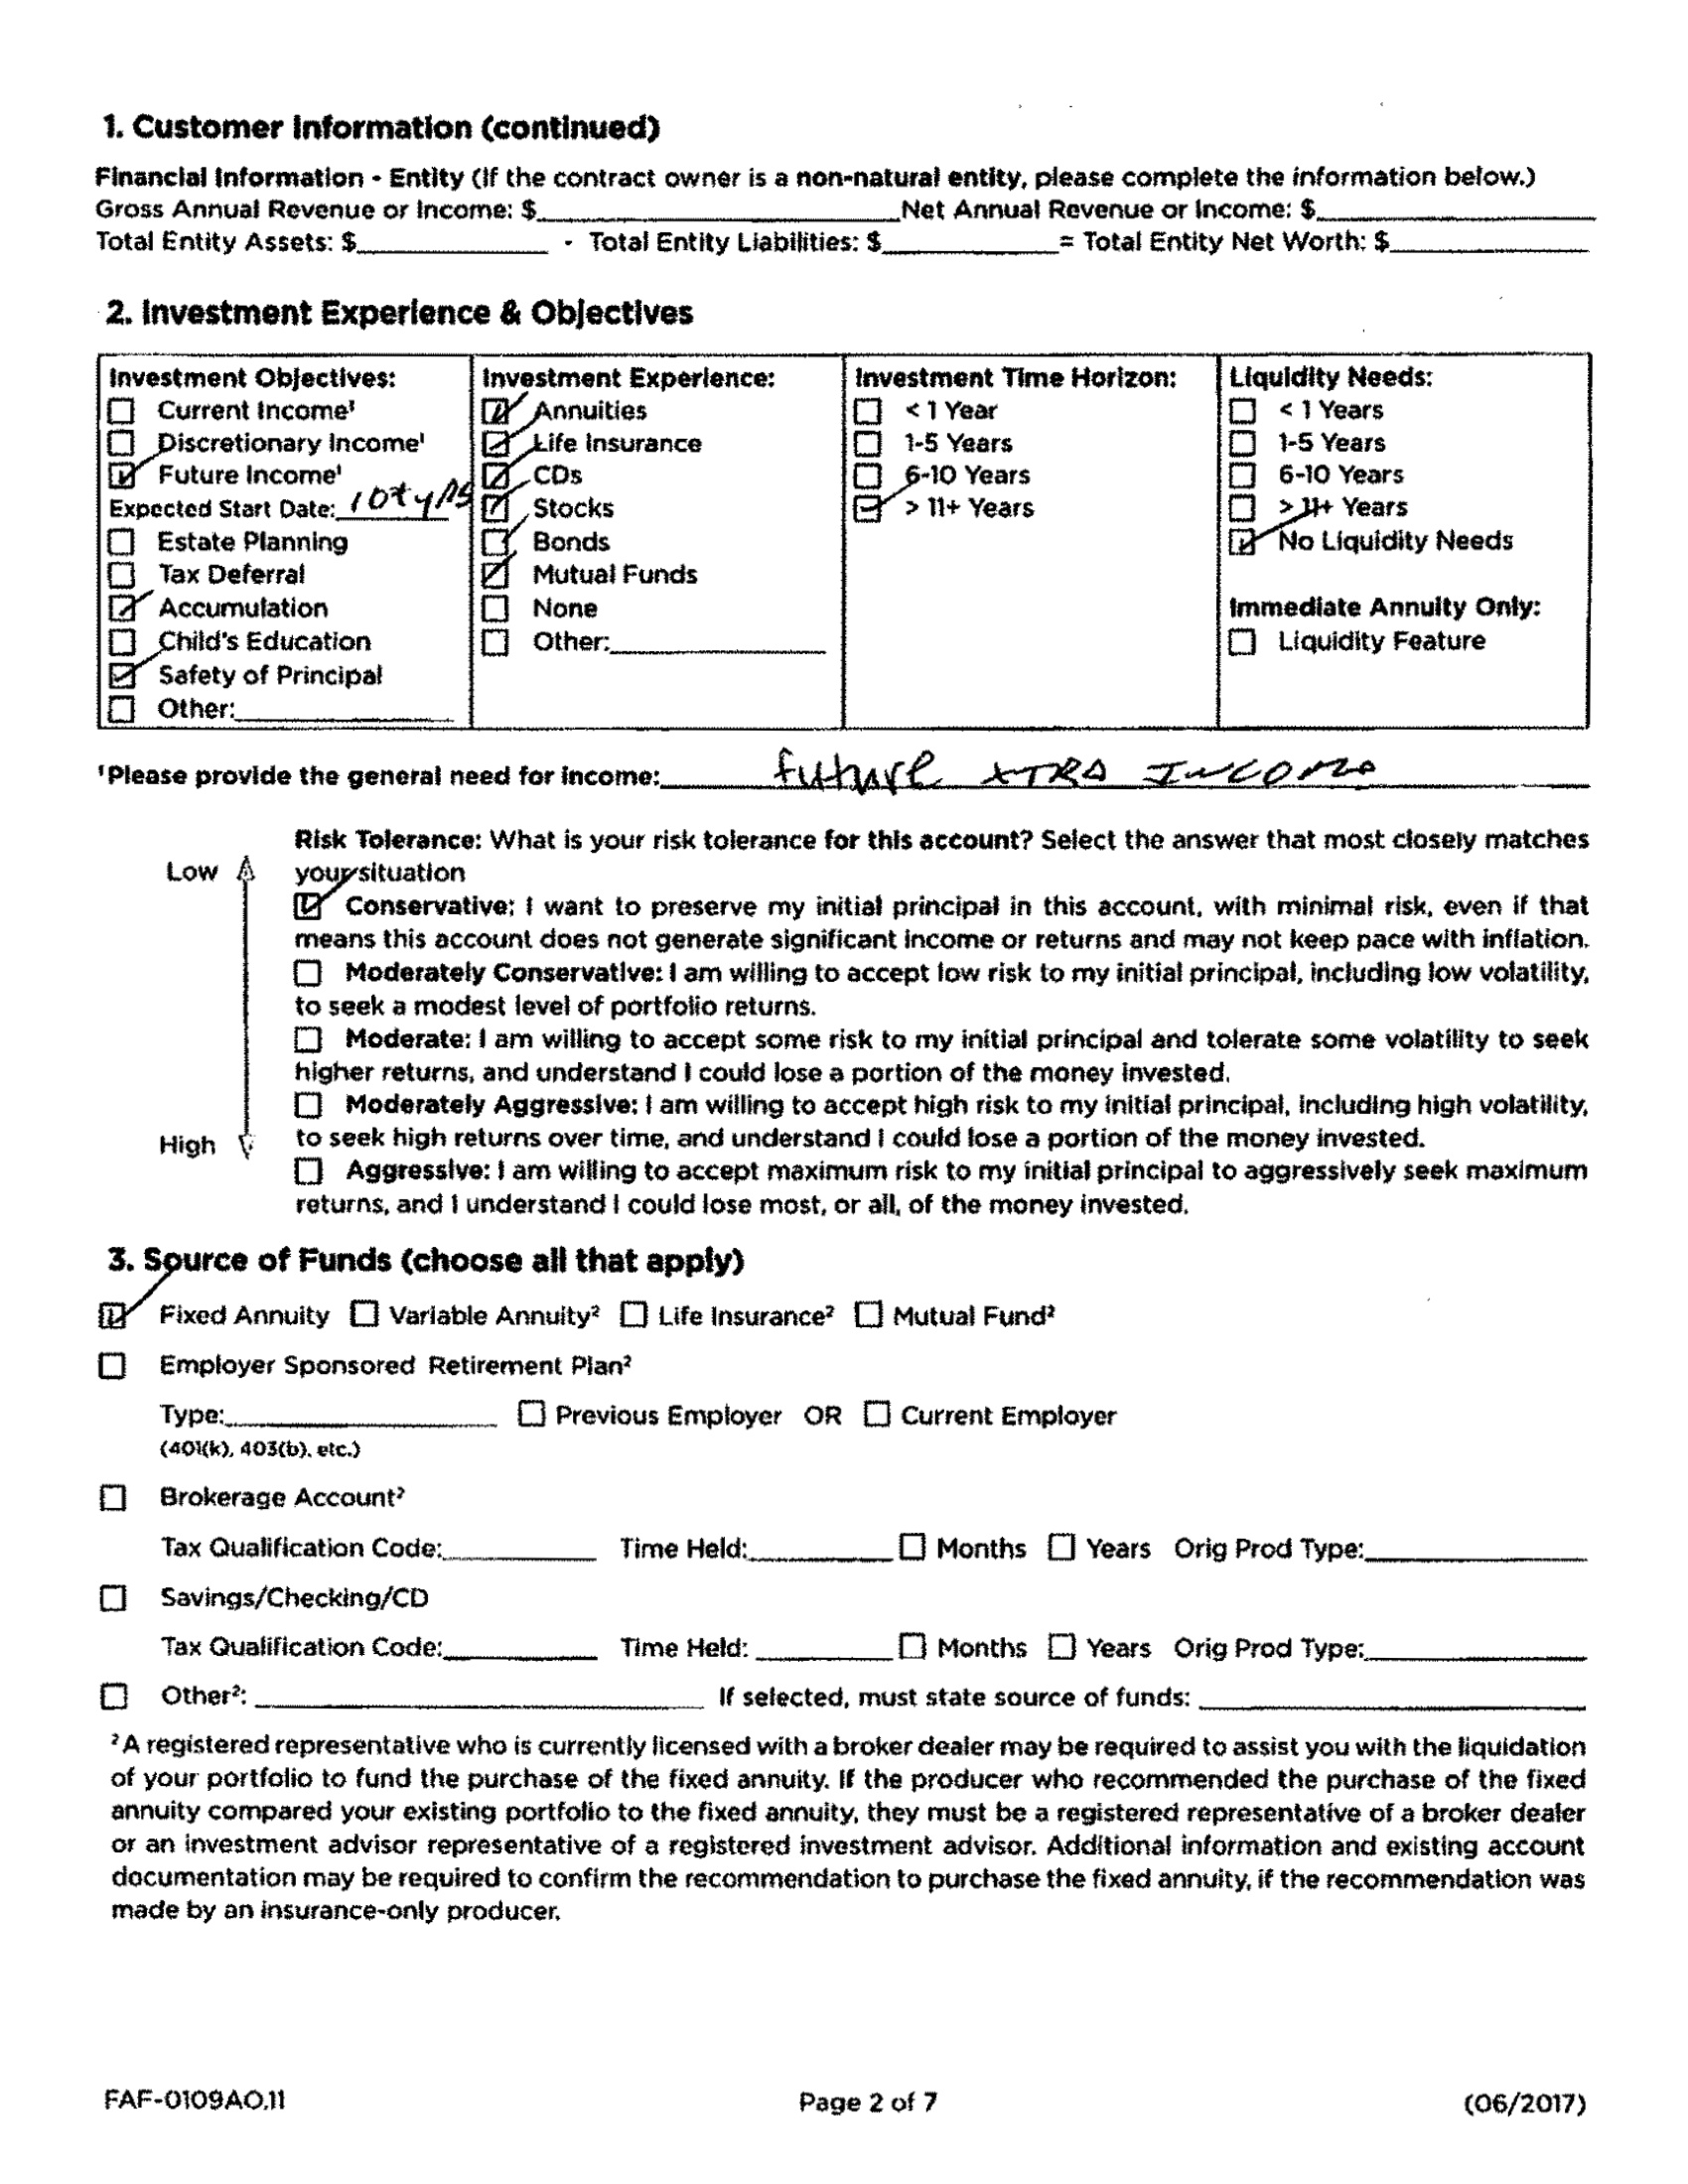 1. Customer Information (continued)
Financial Information - Entity (If the contract owner is a non-natural entity, please complete the information below.)
Gross Annual Revenue or Income: $ Net Annual Revenue or Income: $
Total Entity Assets: $ - Total Entity Liabilities: $ = Total Entity Net Worth: $
2. Investment Experience & Objectives
Investment Objectives:
☐ Current Income¹
☐ Discretionary Income¹
☑ Future Income¹
Expected Start Date: 10+yrs
☐ Estate Planning
☐ Tax Deferral
☑ Accumulation
☐ Child's Education
☑ Safety of Principal
☐ Other:
Investment Experience:
☑ Annuities
☑ Life Insurance
☑ CDs
☑ Stocks
☐ Bonds
☑ Mutual Funds
☐ None
☐ Other:
Investment Time Horizon:
☐ < 1 Year
☐ 1-5 Years
☐ 6-10 Years
☑ > 11+ Years
Liquidity Needs:
☐ < 1 Years
☐ 1-5 Years
☐ 6-10 Years
☐ > 11+ Years
☑ No Liquidity Needs
Immediate Annuity Only:
☐ Liquidity Feature
¹Please provide the general need for income: future XTRA Income
Risk Tolerance: What is your risk tolerance for this account? Select the answer that most closely matches
Low
your situation
☑ Conservative: I want to preserve my initial principal in this account, with minimal risk, even if that
means this account does not generate significant income or returns and may not keep pace with inflation.
☐ Moderately Conservative: I am willing to accept low risk to my initial principal, including low volatility,
to seek a modest level of portfolio returns.
☐ Moderate: I am willing to accept some risk to my initial principal and tolerate some volatility to seek
higher returns, and understand I could lose a portion of the money invested.
☐ Moderately Aggressive: I am willing to accept high risk to my initial principal, including high volatility,
High
to seek high returns over time, and understand I could lose a portion of the money invested.
☐ Aggressive: I am willing to accept maximum risk to my initial principal to aggressively seek maximum
returns, and I understand I could lose most, or all, of the money invested.
3. Source of Funds (choose all that apply)
☑ Fixed Annuity ☐ Variable Annuity² ☐ Life Insurance² ☐ Mutual Fund²
☐ Employer Sponsored Retirement Plan²
Type: ☐ Previous Employer OR ☐ Current Employer
(401(k), 403(b), etc.)
☐ Brokerage Account²
Tax Qualification Code: Time Held: ☐ Months ☐ Years Orig Prod Type:
☐ Savings/Checking/CD
Tax Qualification Code: Time Held: ☐ Months ☐ Years Orig Prod Type:
☐ Other²: If selected, must state source of funds:
²A registered representative who is currently licensed with a broker dealer may be required to assist you with the liquidation
of your portfolio to fund the purchase of the fixed annuity. If the producer who recommended the purchase of the fixed
annuity compared your existing portfolio to the fixed annuity, they must be a registered representative of a broker dealer
or an investment advisor representative of a registered investment advisor. Additional information and existing account
documentation may be required to confirm the recommendation to purchase the fixed annuity, if the recommendation was
made by an insurance-only producer.
FAF-0109AO.11 Page 2 of 7 (06/2017)